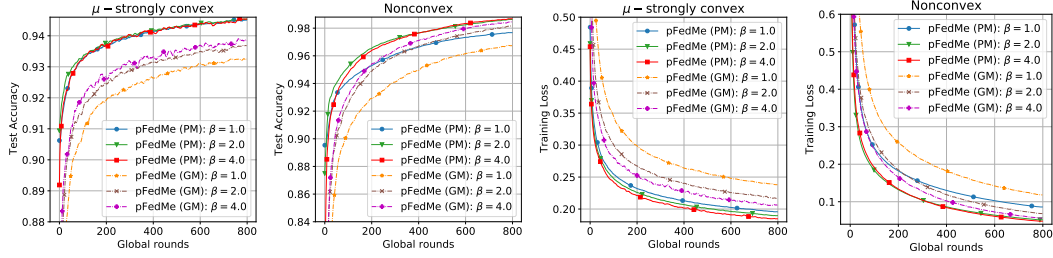 μ − strongly convex
Test Accuracy
0.94
0.93
0.92
0.91
0.90
0.89
0.88
pFedMe (PM): β = 1.0
pFedMe (PM): β = 2.0
pFedMe (PM): β = 4.0
pFedMe (GM): β = 1.0
pFedMe (GM): β = 2.0
pFedMe (GM): β = 4.0
0 200 400 600 800
Global rounds
Nonconvex
Test Accuracy
0.98
0.96
0.94
0.92
0.90
0.88
0.86
0.84
pFedMe (PM): β = 1.0
pFedMe (PM): β = 2.0
pFedMe (PM): β = 4.0
pFedMe (GM): β = 1.0
pFedMe (GM): β = 2.0
pFedMe (GM): β = 4.0
0 200 400 600 800
Global rounds
μ − strongly convex
Training Loss
0.50
0.45
0.40
0.35
0.30
0.25
0.20
pFedMe (PM): β = 1.0
pFedMe (PM): β = 2.0
pFedMe (PM): β = 4.0
pFedMe (GM): β = 1.0
pFedMe (GM): β = 2.0
pFedMe (GM): β = 4.0
0 200 400 600 800
Global rounds
Nonconvex
Training Loss
0.6
0.5
0.4
0.3
0.2
0.1
pFedMe (PM): β = 1.0
pFedMe (PM): β = 2.0
pFedMe (PM): β = 4.0
pFedMe (GM): β = 1.0
pFedMe (GM): β = 2.0
pFedMe (GM): β = 4.0
0 200 400 600 800
Global rounds